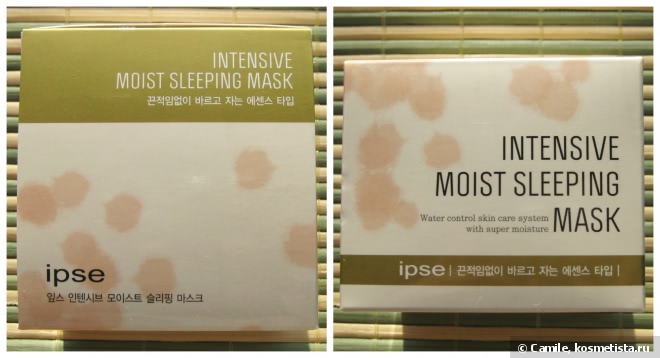 INTENSIVE
MOIST SLEEPING MASK
끈적임없이 바르고 자는 에센스 타입
ipse
입스 인텐시브 모이스트 슬리핑 마스크
INTENSIVE
MOIST SLEEPING
Water control skin care system
with super moisture
MASK
ipse | 끈적임없이 바르고 자는 에센스 타입 |
© Camile, kosmetista.ru